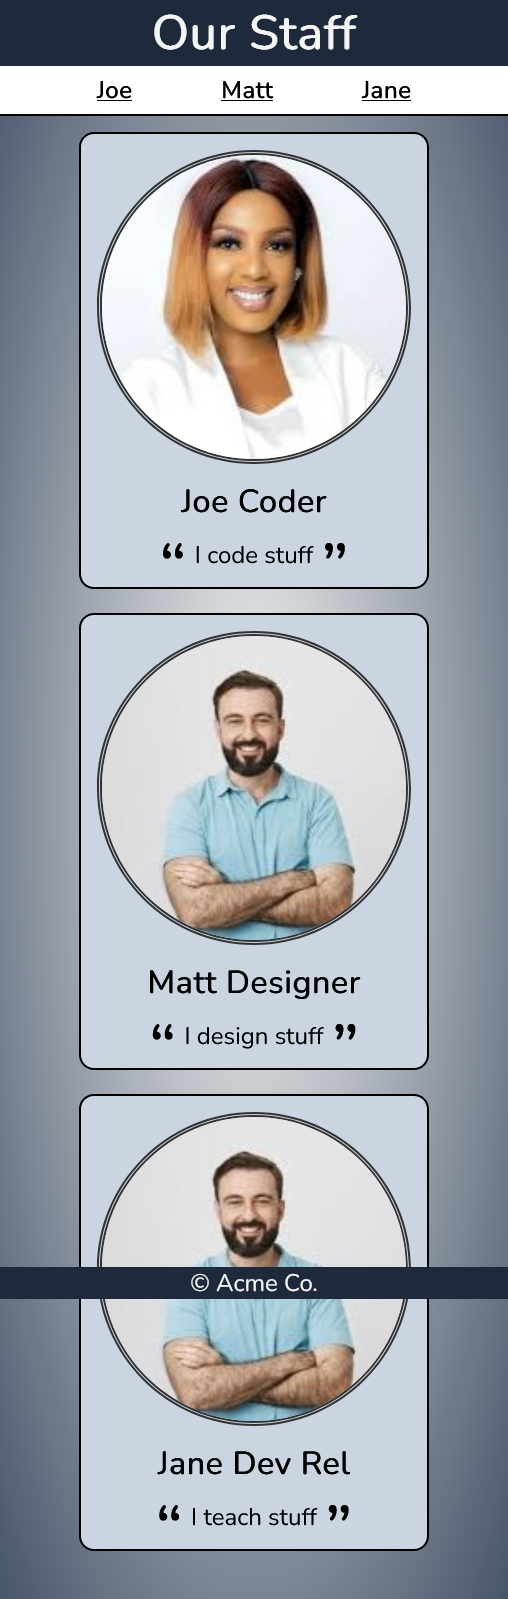 Our Staff
Joe Matt Jane
Joe Coder
“ I code stuff ”
Matt Designer
“ I design stuff ”
© Acme Co.
Jane Dev Rel
“ I teach stuff ”